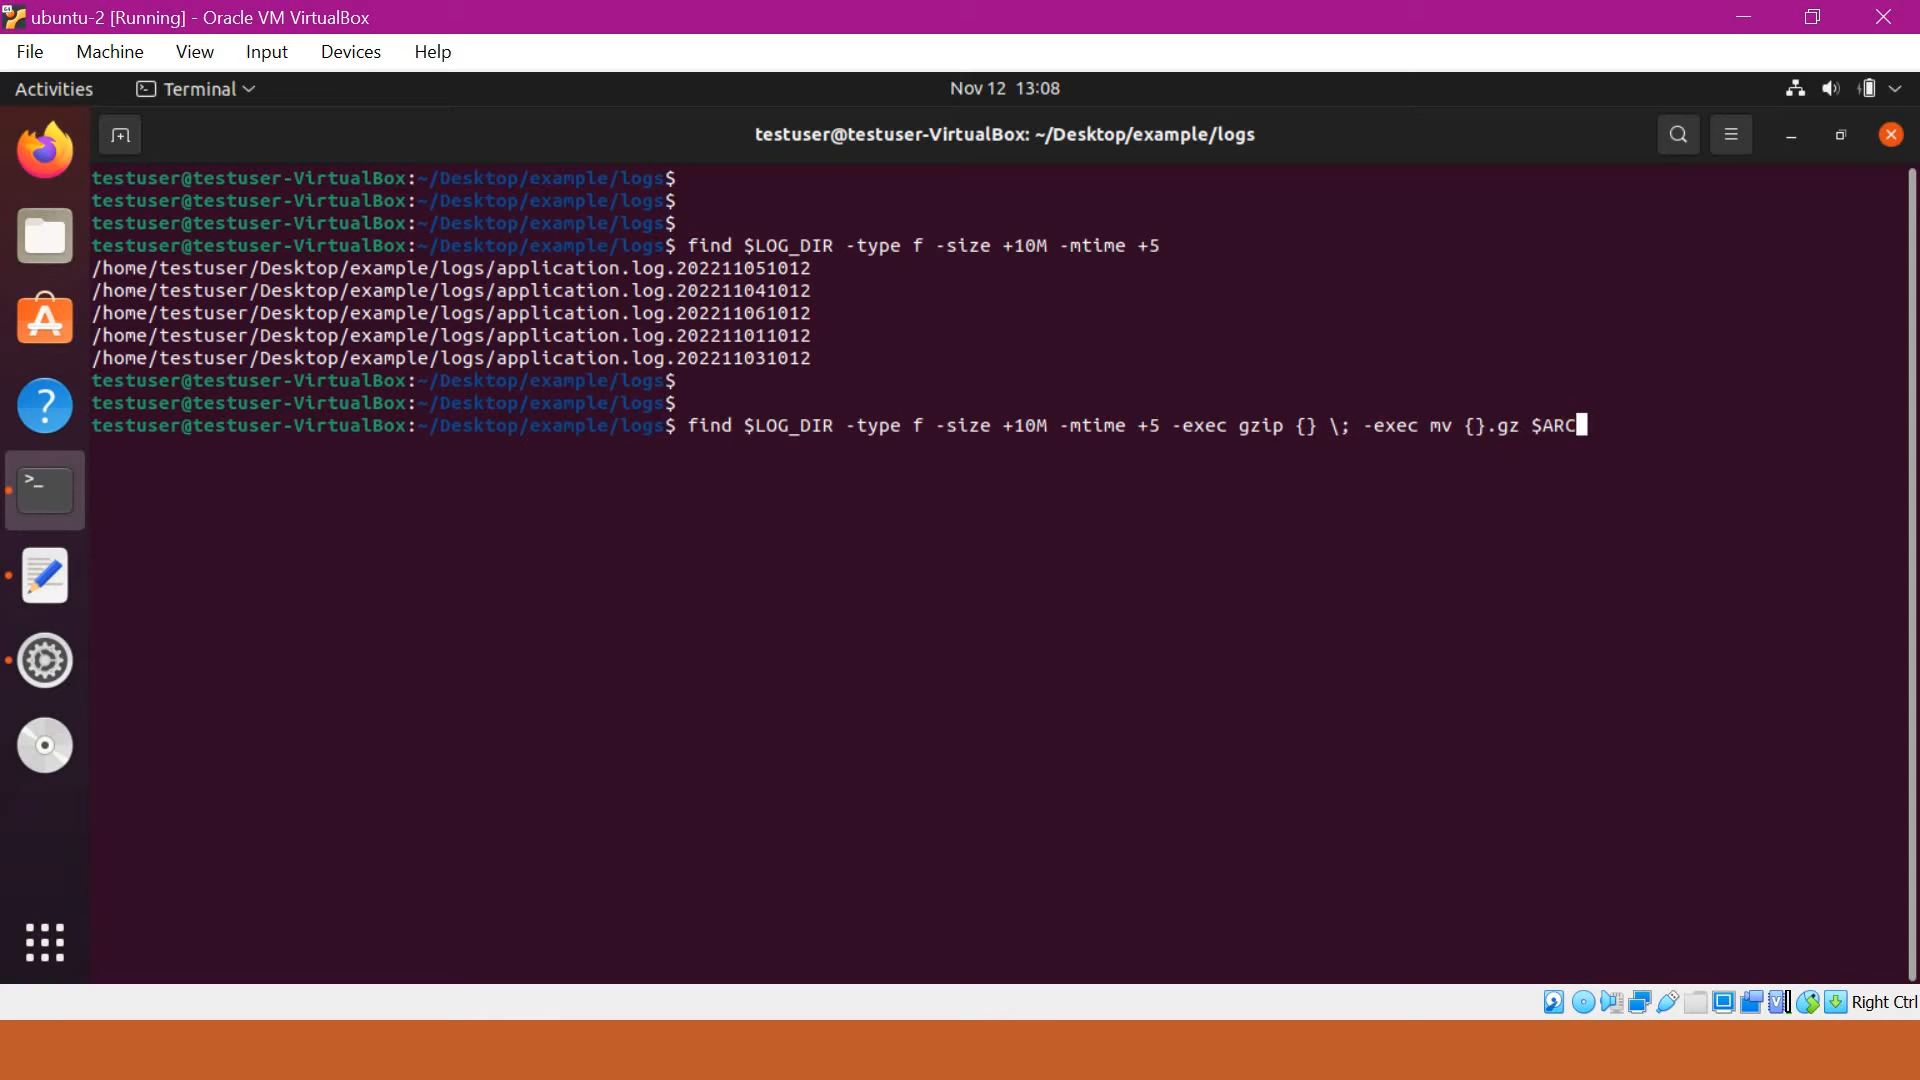 ubuntu-2 [Running] - Oracle VM VirtualBox
File Machine View Input Devices Help
Activities Terminal Nov 12 13:08
testuser@testuser-VirtualBox: ~/Desktop/example/logs
testuser@testuser-VirtualBox:~/Desktop/example/logs$
testuser@testuser-VirtualBox:~/Desktop/example/logs$
testuser@testuser-VirtualBox:~/Desktop/example/logs$
testuser@testuser-VirtualBox:~/Desktop/example/logs$ find $LOG_DIR -type f -size +10M -mtime +5
/home/testuser/Desktop/example/logs/application.log.202211051012
/home/testuser/Desktop/example/logs/application.log.202211041012
/home/testuser/Desktop/example/logs/application.log.202211061012
/home/testuser/Desktop/example/logs/application.log.202211011012
/home/testuser/Desktop/example/logs/application.log.202211031012
testuser@testuser-VirtualBox:~/Desktop/example/logs$
testuser@testuser-VirtualBox:~/Desktop/example/logs$
testuser@testuser-VirtualBox:~/Desktop/example/logs$ find $LOG_DIR -type f -size +10M -mtime +5 -exec gzip {} \; -exec mv {}.gz $ARC
Right Ctrl